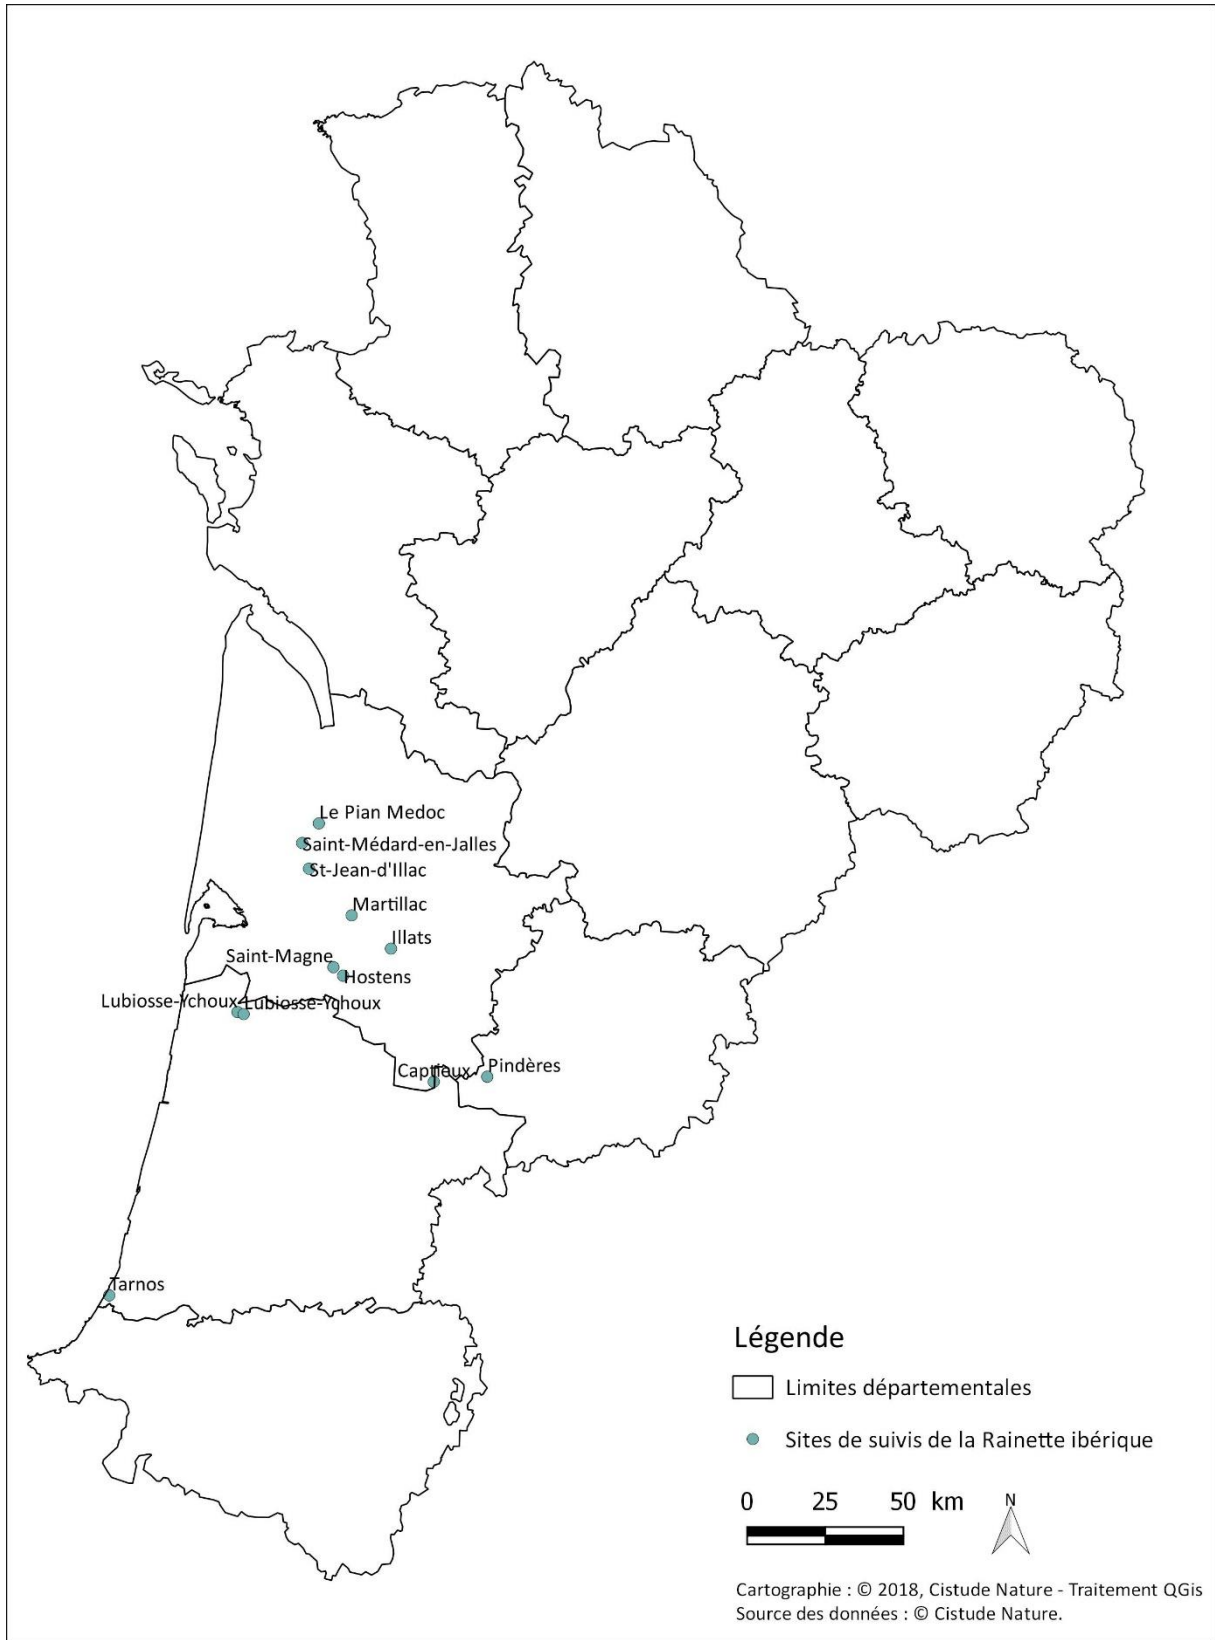 Le Pian Medoc
Saint-Médard-en-Jalles
St-Jean-d'Illac
Martillac
Illats
Saint-Magne
Hostens
Lubiosse-Ychoux
Lubiosse-Ychoux
Captieux
Pindères
Tarnos
Légende
Limites départementales
Sites de suivis de la Rainette ibérique
0 25 50 km
N
Cartographie : © 2018, Cistude Nature - Traitement QGis
Source des données : © Cistude Nature.